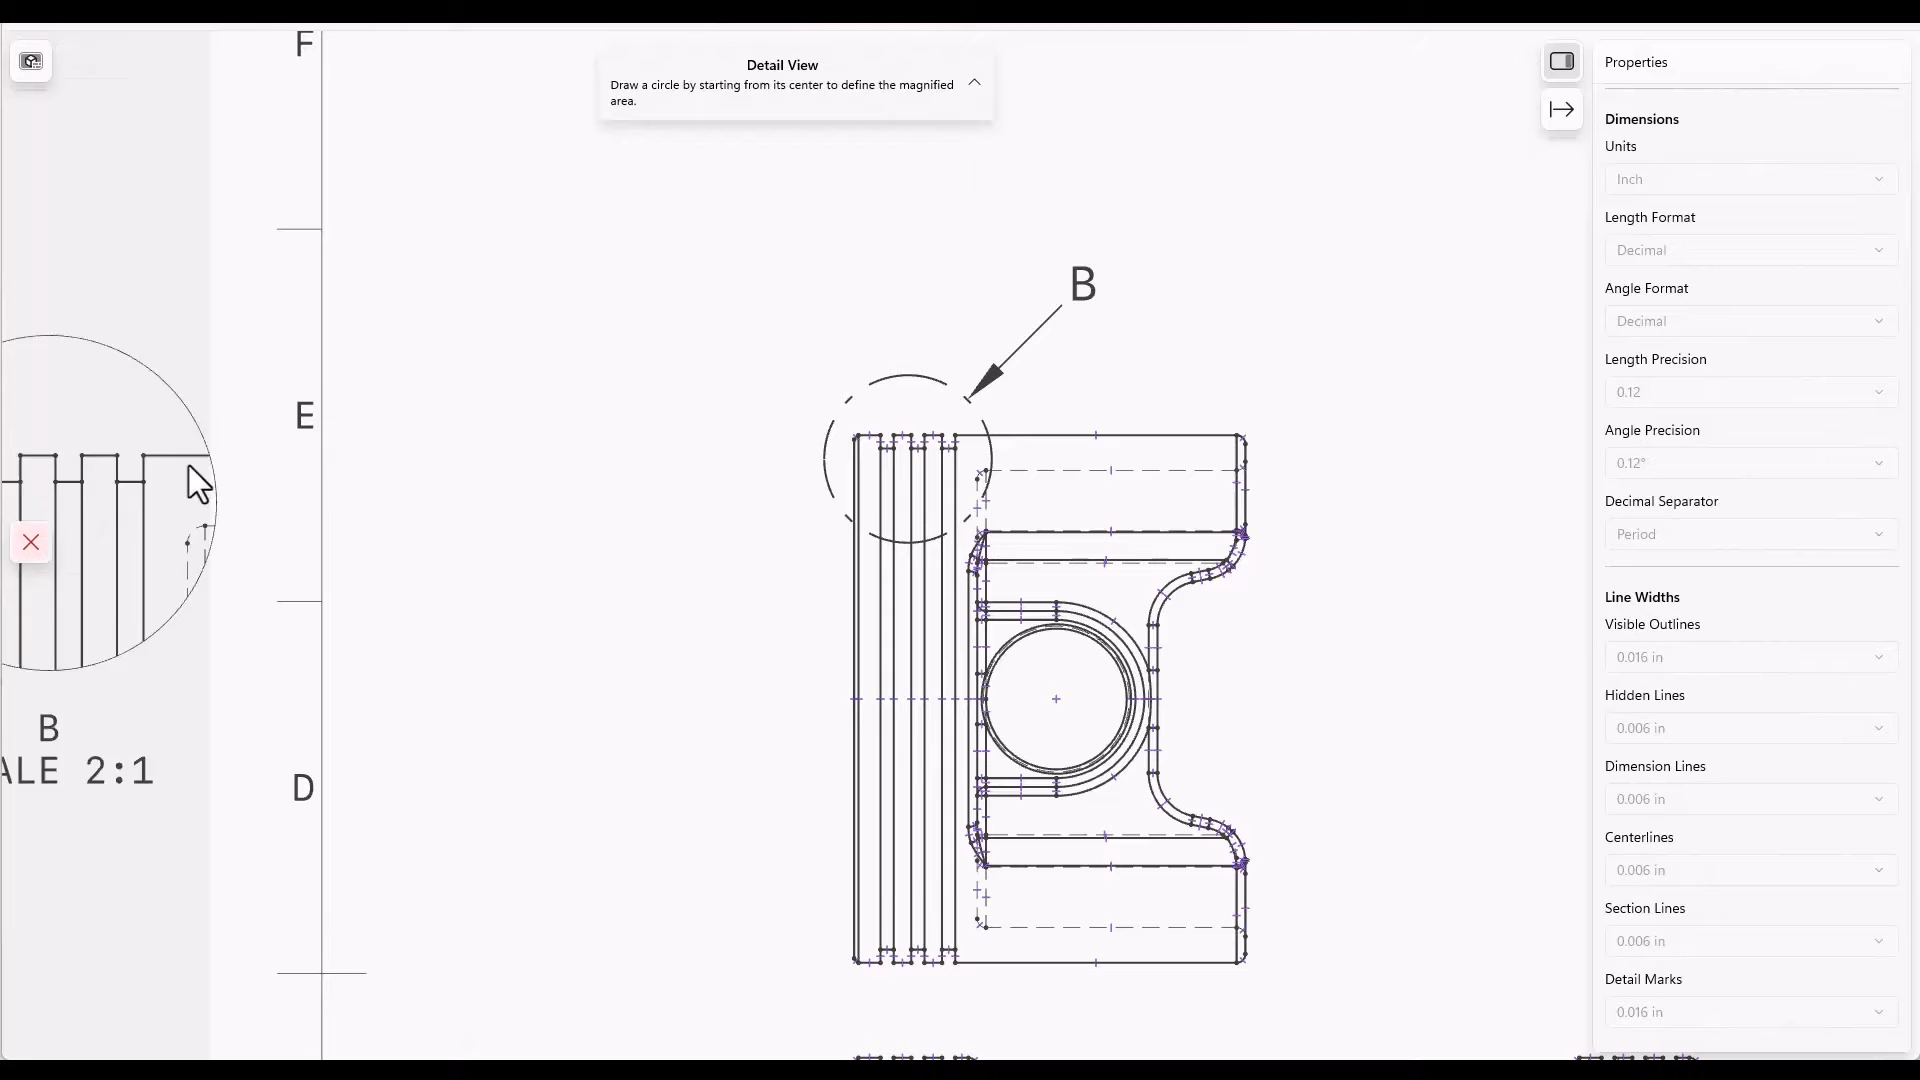 F
Detail View
Draw a circle by starting from its center to define the magnified
area.
Properties
Dimensions
Units
Inch
Length Format
Decimal
Angle Format
Decimal
Length Precision
0.12
Angle Precision
0.12°
Decimal Separator
Period
Line Widths
Visible Outlines
0.016 in
Hidden Lines
0.006 in
Dimension Lines
0.006 in
Centerlines
0.006 in
Section Lines
0.006 in
Detail Marks
0.016 in
B
E
B
ALE 2:1
D